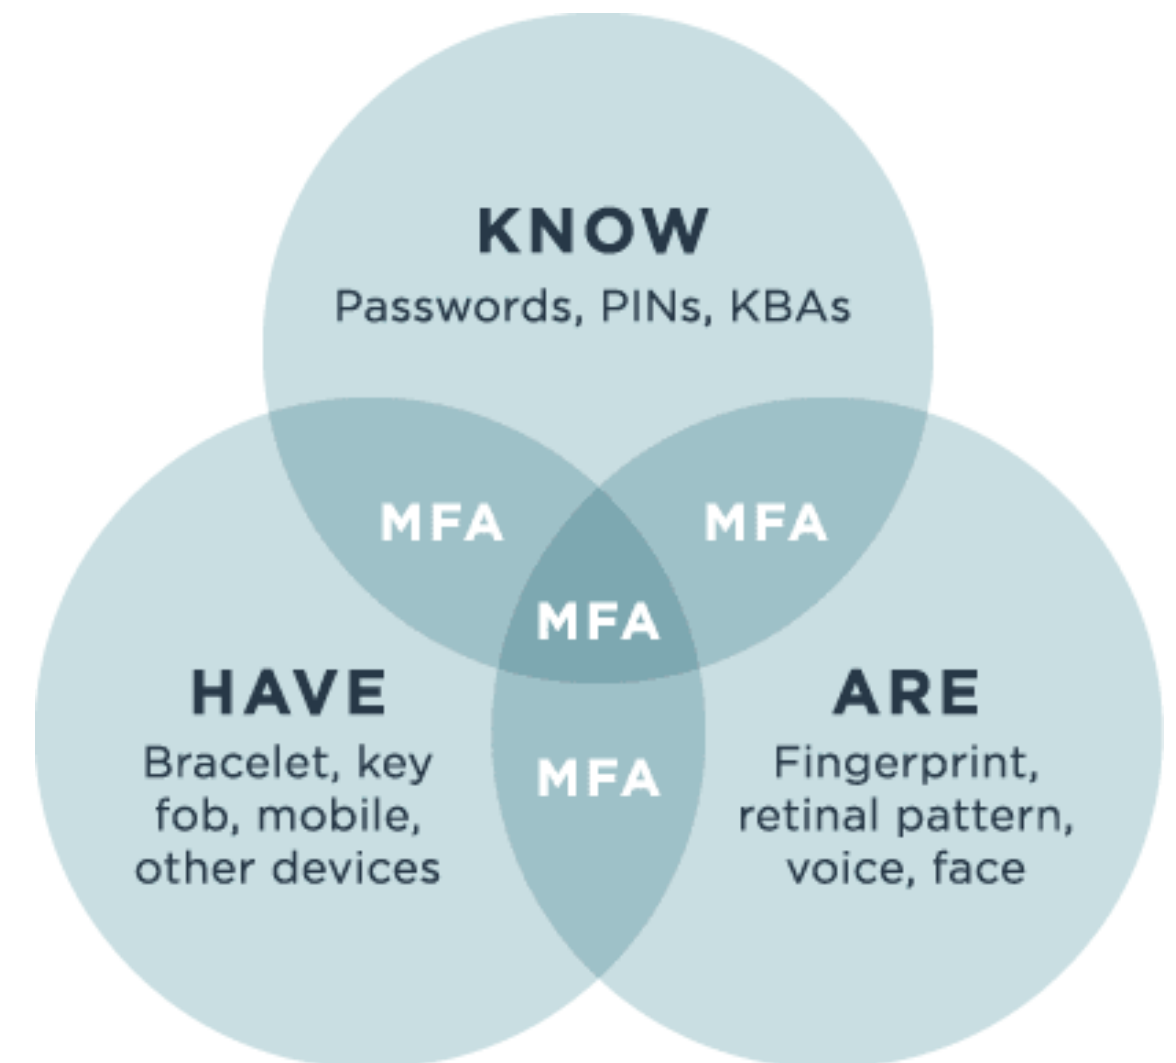 KNOW
Passwords, PINs, KBAs
MFA
MFA
MFA
HAVE
Bracelet, key
fob, mobile,
other devices
ARE
Fingerprint,
retinal pattern,
voice, face
MFA